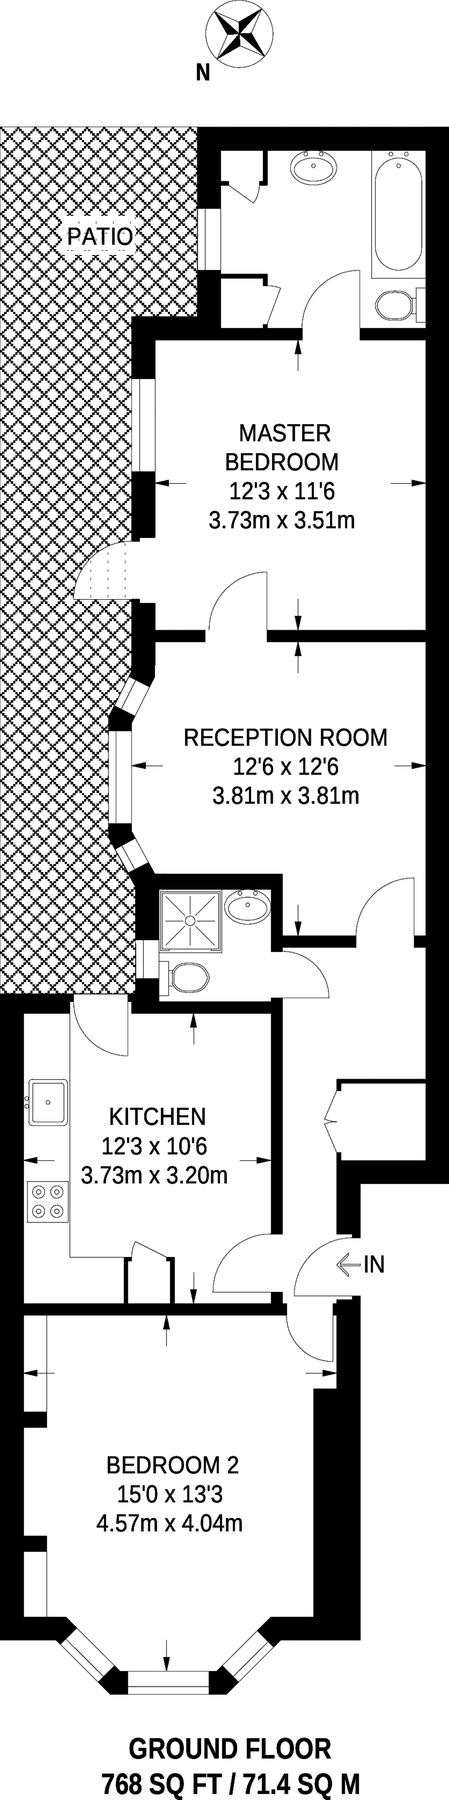 N
PATIO
MASTER
BEDROOM
12'3 x 11'6
3.73m x 3.51m
RECEPTION ROOM
12'6 x 12'6
3.81m x 3.81m
KITCHEN
12'3 x 10'6
3.73m x 3.20m
IN
BEDROOM 2
15'0 x 13'3
4.57m x 4.04m
GROUND FLOOR
768 SQ FT / 71.4 SQ M